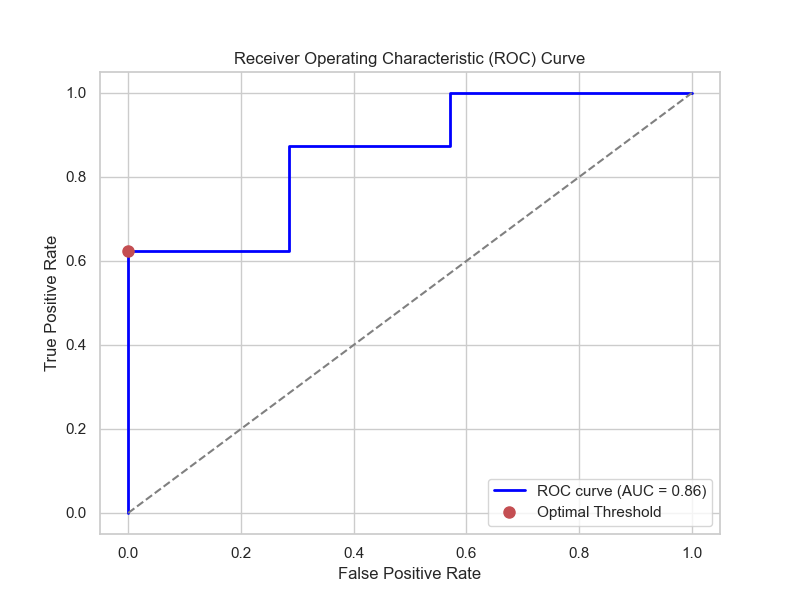 Receiver Operating Characteristic (ROC) Curve
True Positive Rate
1.0
0.8
0.6
0.4
0.2
0.0
0.0 0.2 0.4 0.6 0.8 1.0
False Positive Rate
ROC curve (AUC = 0.86)
Optimal Threshold